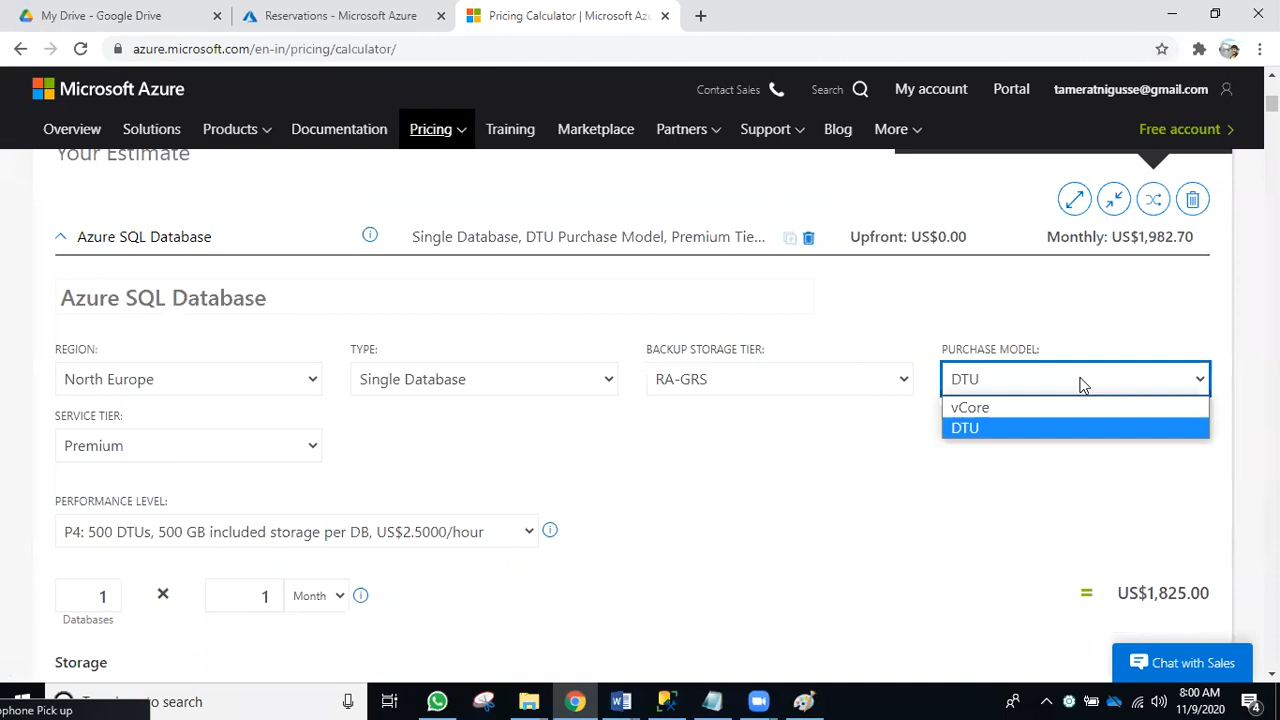 My Drive - Google Drive
Reservations - Microsoft Azure
Pricing Calculator | Microsoft Azu
azure.microsoft.com/en-in/pricing/calculator/
Microsoft Azure
Contact Sales
Search
My account
Portal
tameratnigusse@gmail.com
Overview
Solutions
Products
Documentation
Pricing
Training
Marketplace
Partners
Support
Blog
More
Free account
Your Estimate
Azure SQL Database
Single Database, DTU Purchase Model, Premium Tie...
Upfront: US$0.00
Monthly: US$1,982.70
Azure SQL Database
REGION:
TYPE:
BACKUP STORAGE TIER:
PURCHASE MODEL:
North Europe
Single Database
RA-GRS
DTU
vCore
DTU
SERVICE TIER:
Premium
PERFORMANCE LEVEL:
P4: 500 DTUs, 500 GB included storage per DB, US$2.5000/hour
1
×
1
Month
=
US$1,825.00
Databases
Storage
Chat with Sales
to search
phone Pick up
8:00 AM
11/9/2020
4